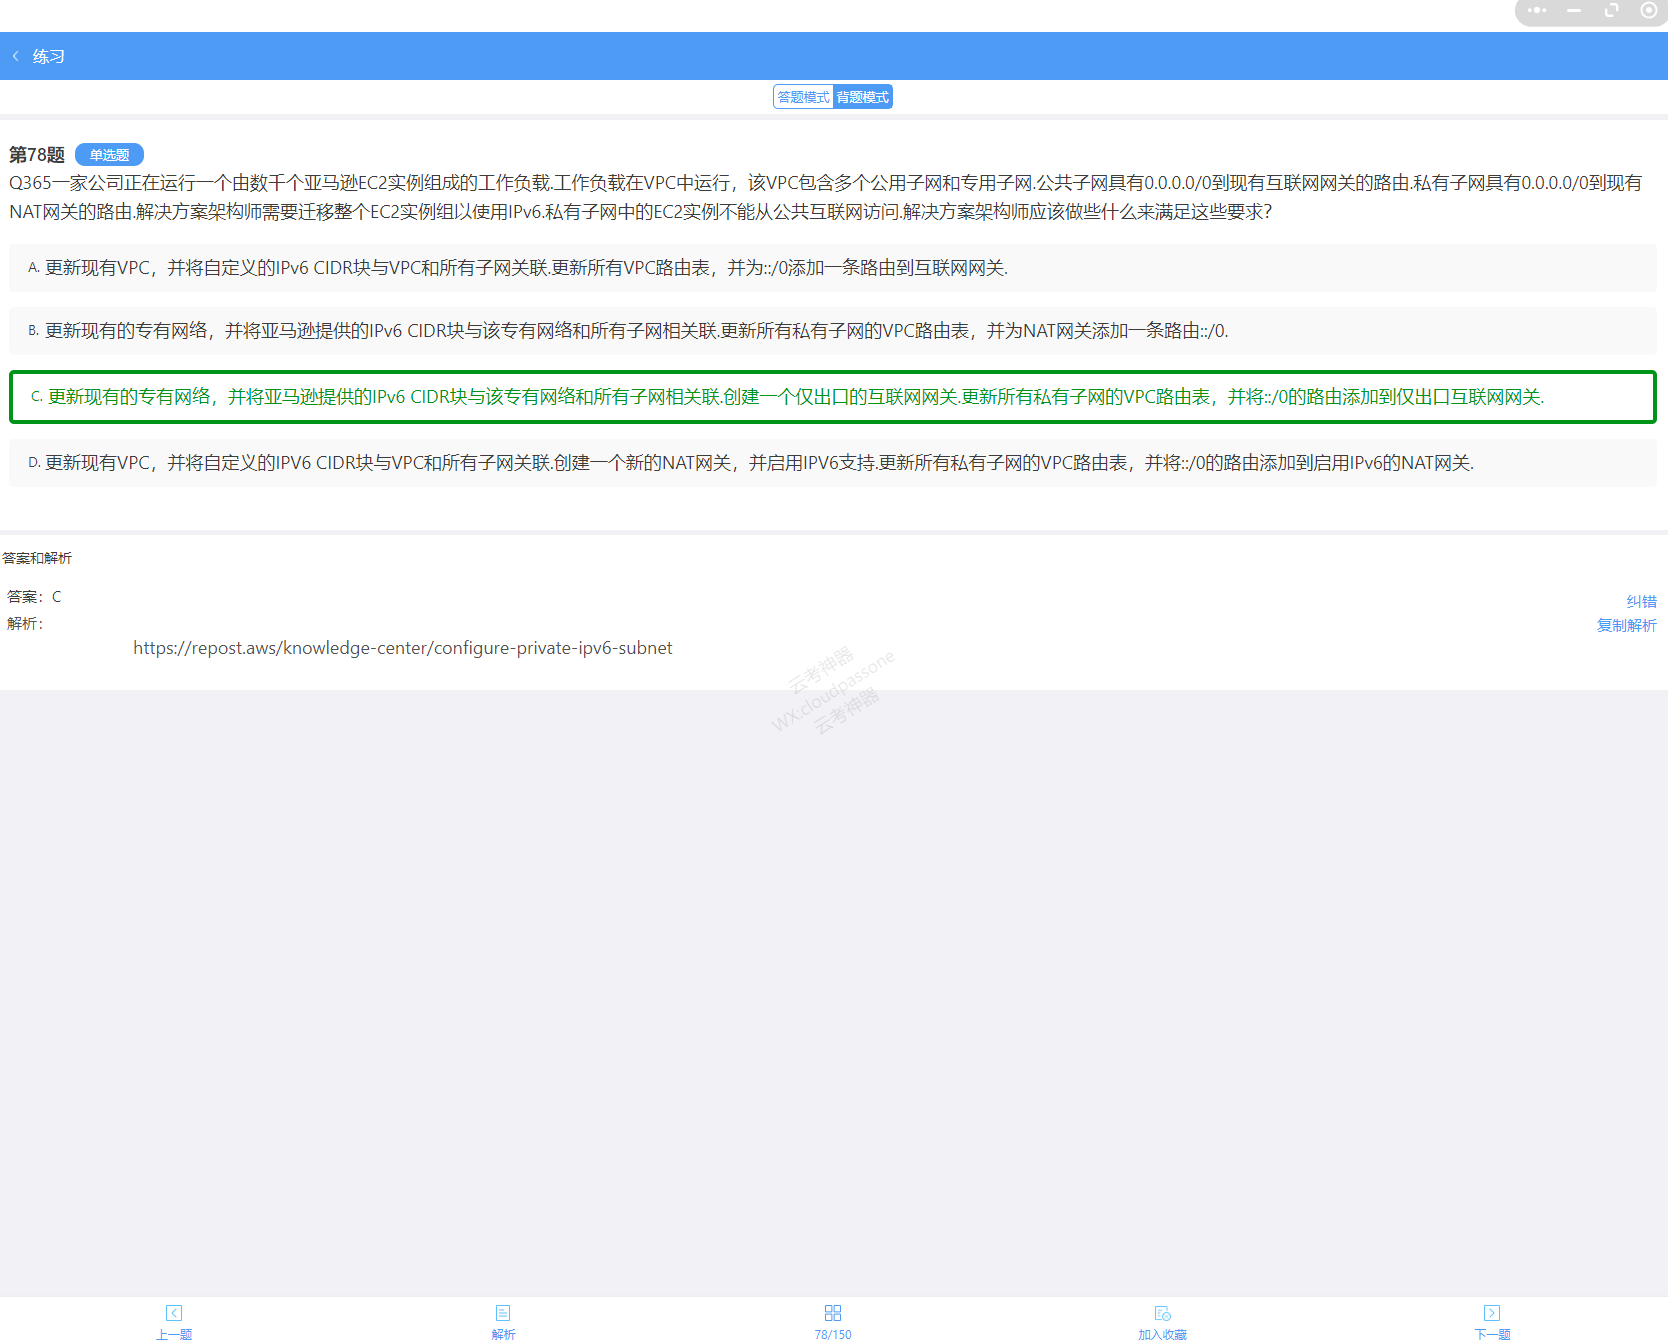 练习
答题模式 背题模式
第78题 单选题
Q365一家公司正在运行一个由数千个亚马逊EC2实例组成的工作负载.工作负载在VPC中运行，该VPC包含多个公用子网和专用子网.公共子网具有0.0.0.0/0到现有互联网网关的路由.私有子网具有0.0.0.0/0到现有
NAT网关的路由.解决方案架构师需要迁移整个EC2实例组以使用IPv6.私有子网中的EC2实例不能从公共互联网访问.解决方案架构师应该做些什么来满足这些要求？
A. 更新现有VPC，并将自定义的IPv6 CIDR块与VPC和所有子网关联.更新所有VPC路由表，并为::/0添加一条路由到互联网网关.
B. 更新现有的专有网络，并将亚马逊提供的IPv6 CIDR块与该专有网络和所有子网相关联.更新所有私有子网的VPC路由表，并为NAT网关添加一条路由::/0.
C. 更新现有的专有网络，并将亚马逊提供的IPv6 CIDR块与该专有网络和所有子网相关联.创建一个仅出口的互联网网关.更新所有私有子网的VPC路由表，并将::/0的路由添加到仅出口互联网网关.
D. 更新现有VPC，并将自定义的IPV6 CIDR块与VPC和所有子网关联.创建一个新的NAT网关，并启用IPV6支持.更新所有私有子网的VPC路由表，并将::/0的路由添加到启用IPv6的NAT网关.
答案和解析
答案：C
纠错
解析：
复制解析
https://repost.aws/knowledge-center/configure-private-ipv6-subnet
云考神器
WX:cloudpassone
云考神器
上一题 解析 78/150 加入收藏 下一题